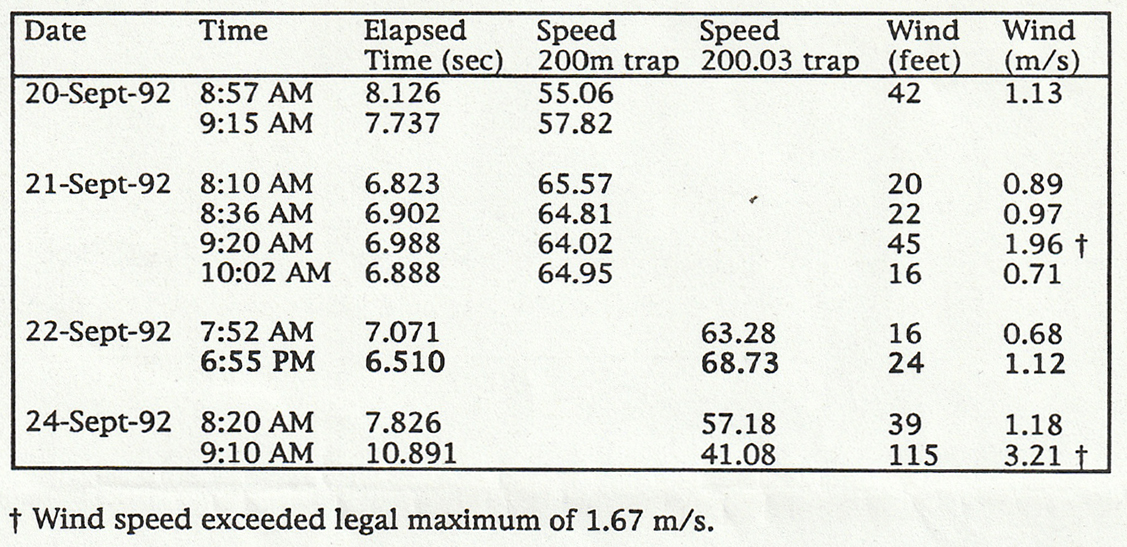 Date Time Elapsed Speed Speed Wind Wind
Time (sec) 200m trap 200.03 trap (feet) (m/s)
20-Sept-92 8:57 AM 8.126 55.06 42 1.13
9:15 AM 7.737 57.82
21-Sept-92 8:10 AM 6.823 65.57 20 0.89
8:36 AM 6.902 64.81 22 0.97
9:20 AM 6.988 64.02 45 1.96 †
10:02 AM 6.888 64.95 16 0.71
22-Sept-92 7:52 AM 7.071 63.28 16 0.68
6:55 PM 6.510 68.73 24 1.12
24-Sept-92 8:20 AM 7.826 57.18 39 1.18
9:10 AM 10.891 41.08 115 3.21 †
† Wind speed exceeded legal maximum of 1.67 m/s.